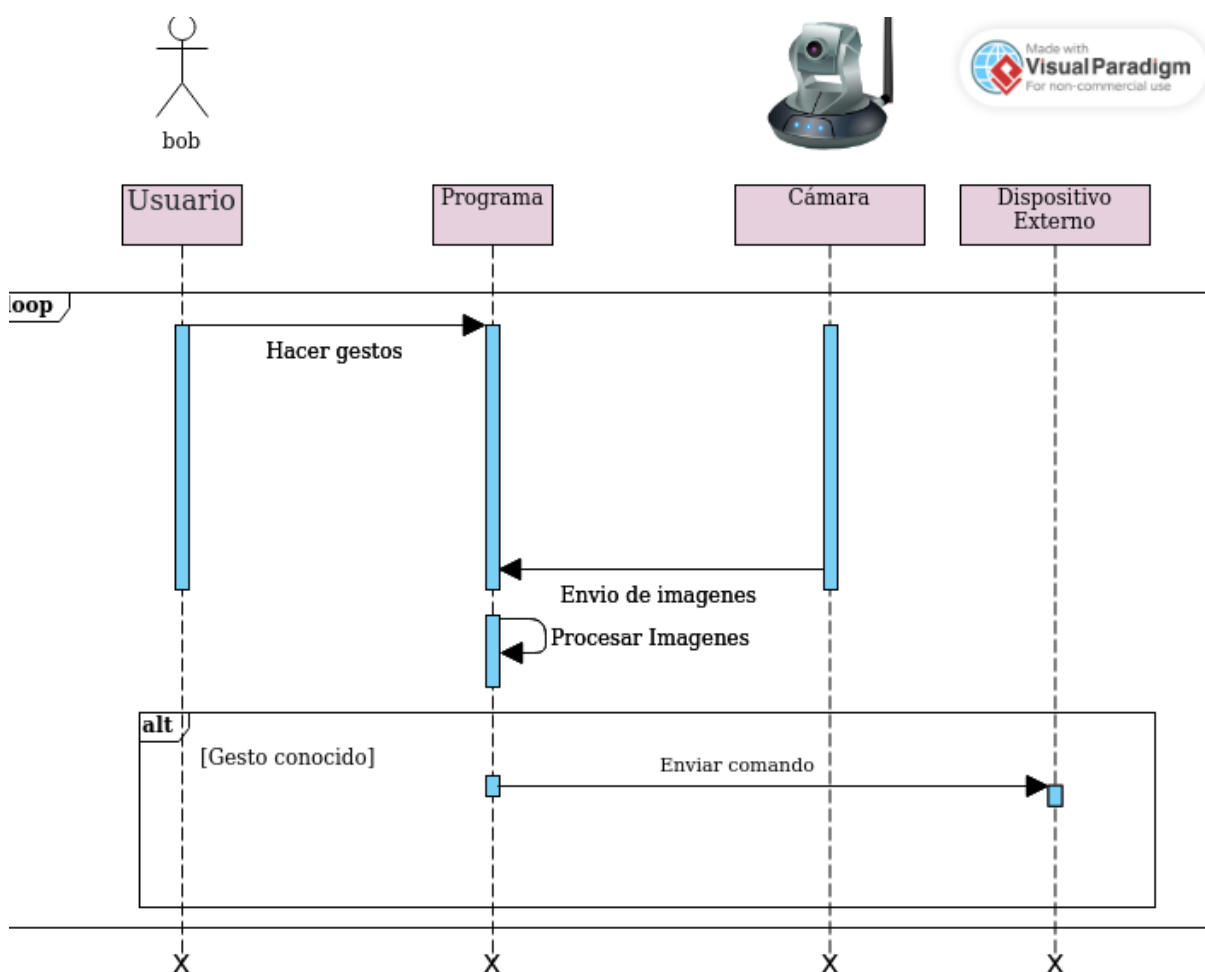 Made with
Visual Paradigm
For non-commercial use
bob
Usuario
Programa
Cámara
Dispositivo
Externo
loop
Hacer gestos
Envio de imagenes
Procesar Imagenes
alt
[Gesto conocido]
Enviar comando
X X X X